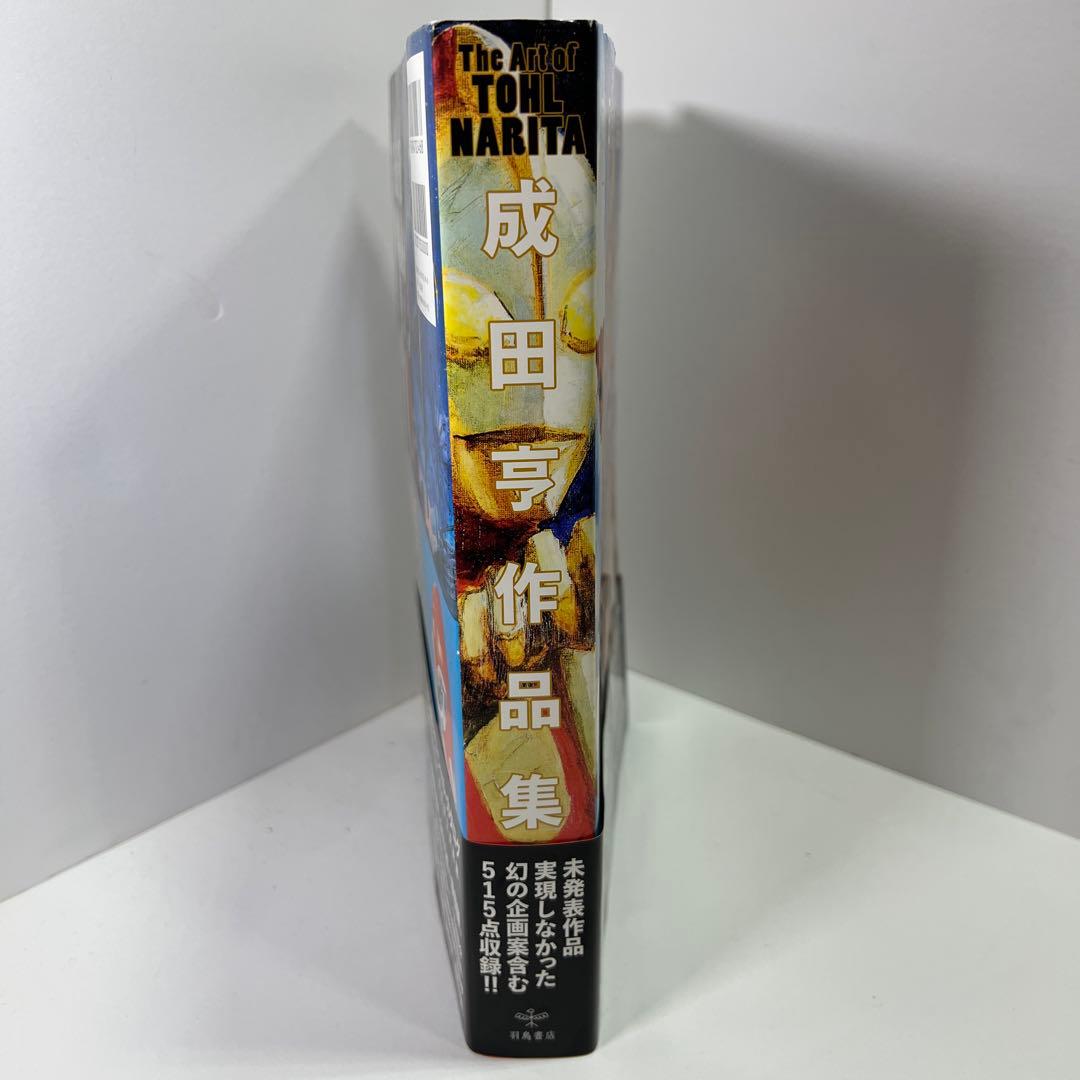 The Art of
TOHL
NARITA
成田亨作品集
未発表作品
実現しなかった
幻の企画案含む
515点収録!!
羽鳥書店